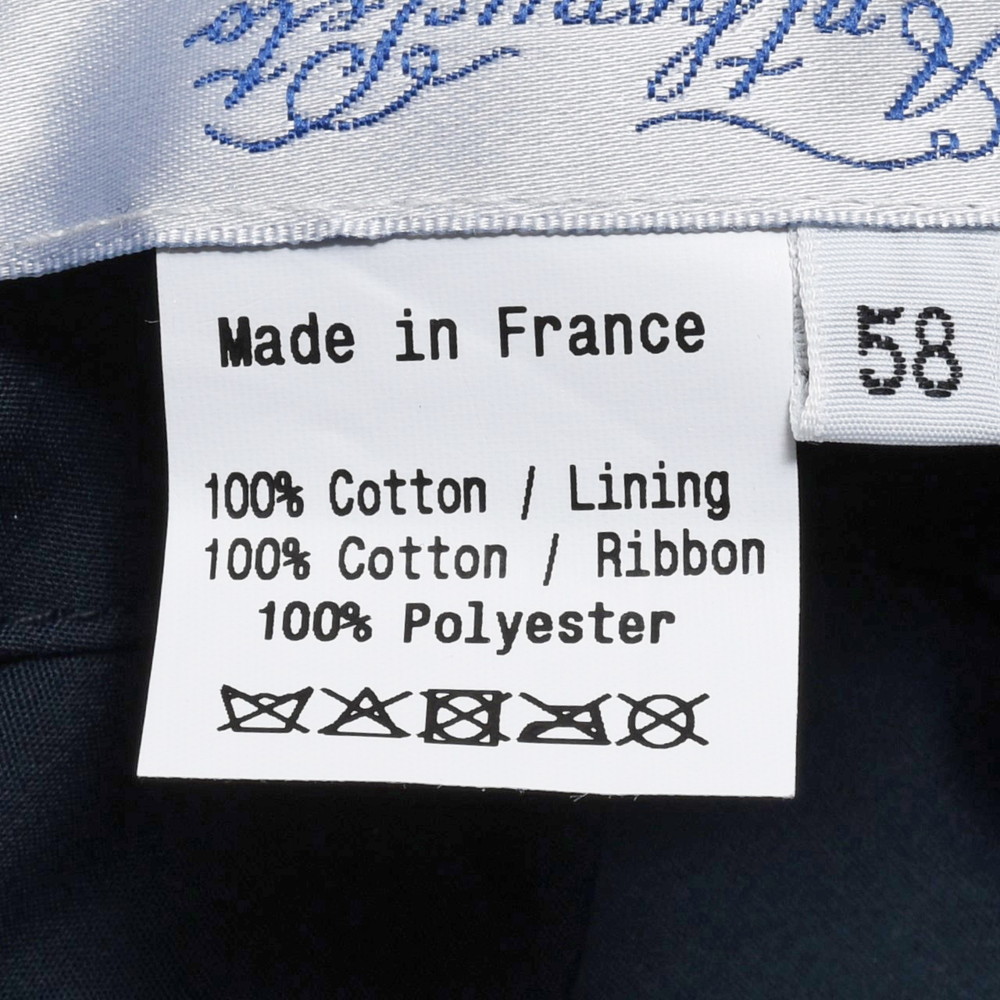 Made in France
58
100% Cotton / Lining
100% Cotton / Ribbon
100% Polyester